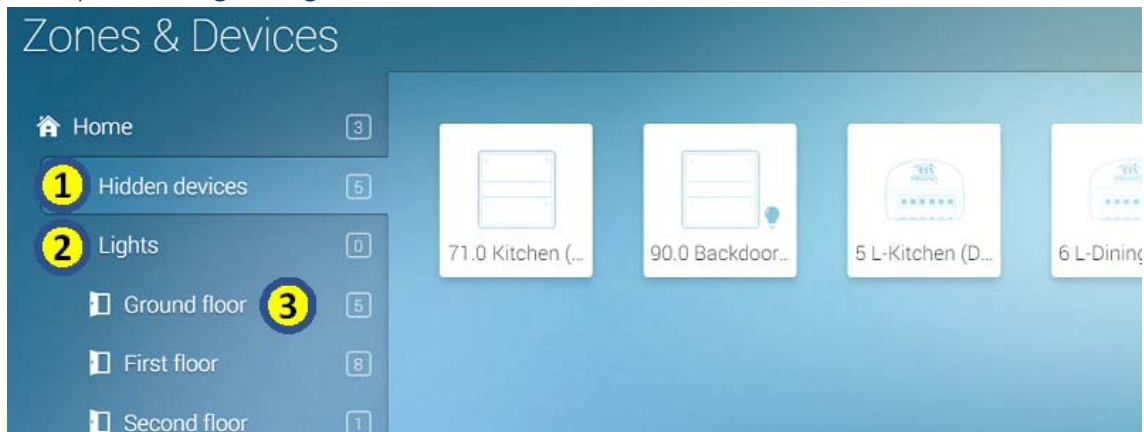 Zones & Devices
Home 3
1 Hidden devices 5
2 Lights 0
Ground floor 3 5
First floor 8
Second floor 1
71.0 Kitchen (...
90.0 Backdoor...
5 L-Kitchen (D...
6 L-Dining